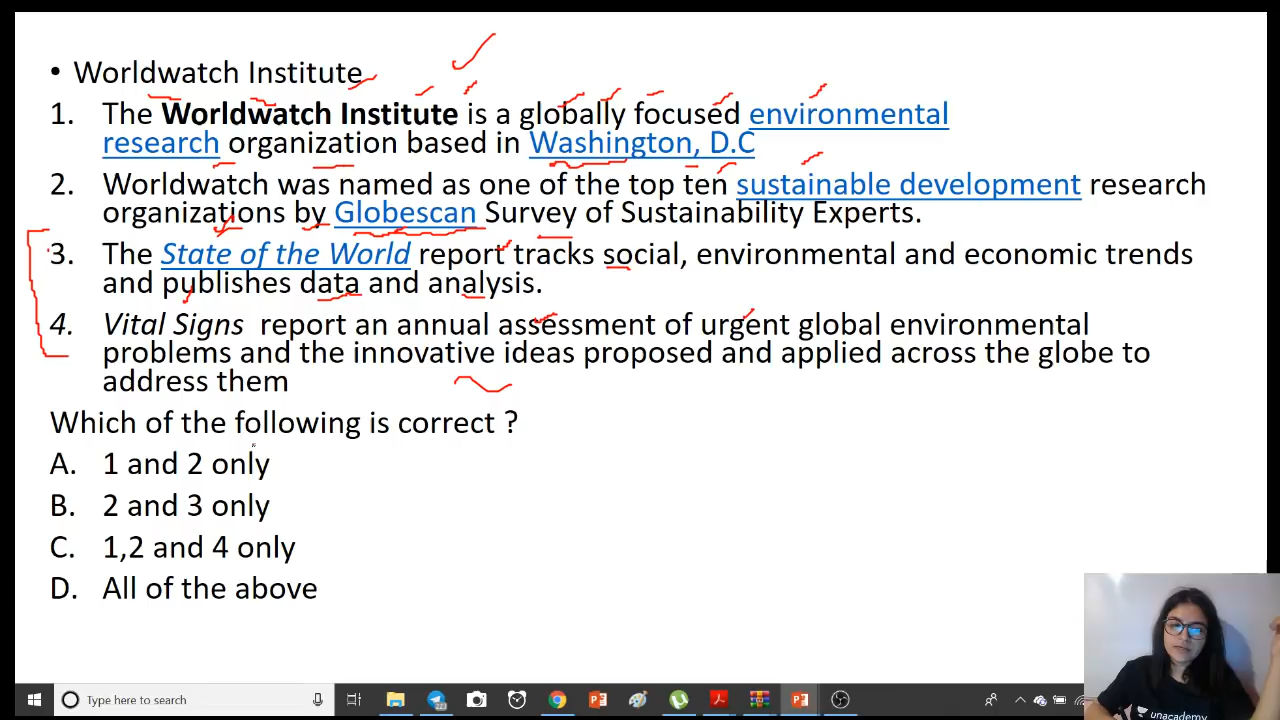 • Worldwatch Institute
1. The Worldwatch Institute is a globally focused environmental
research organization based in Washington, D.C
2. Worldwatch was named as one of the top ten sustainable development research
organizations by Globescan Survey of Sustainability Experts.
3. The State of the World report tracks social, environmental and economic trends
and publishes data and analysis.
4. Vital Signs report an annual assessment of urgent global environmental
problems and the innovative ideas proposed and applied across the globe to
address them
Which of the following is correct ?
A. 1 and 2 only
B. 2 and 3 only
C. 1,2 and 4 only
D. All of the above
unacademy
Type here to search